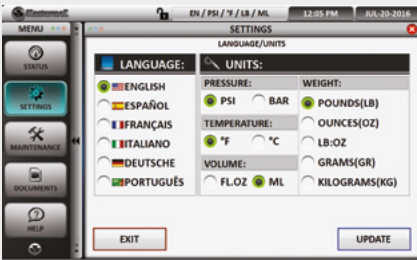 Mastercool
EN / PSI / °F / LB / ML
12:05 PM
JUL-20-2016
MENU
SETTINGS
LANGUAGE/UNITS
STATUS
SETTINGS
MAINTENANCE
DOCUMENTS
HELP
LANGUAGE:
ENGLISH
ESPAÑOL
FRANÇAIS
ITALIANO
DEUTSCHE
PORTUGUÊS
UNITS:
PRESSURE:
PSI
BAR
TEMPERATURE:
°F
°C
VOLUME:
FL.OZ
ML
WEIGHT:
POUNDS(LB)
OUNCES(OZ)
LB:OZ
GRAMS(GR)
KILOGRAMS(KG)
EXIT
UPDATE